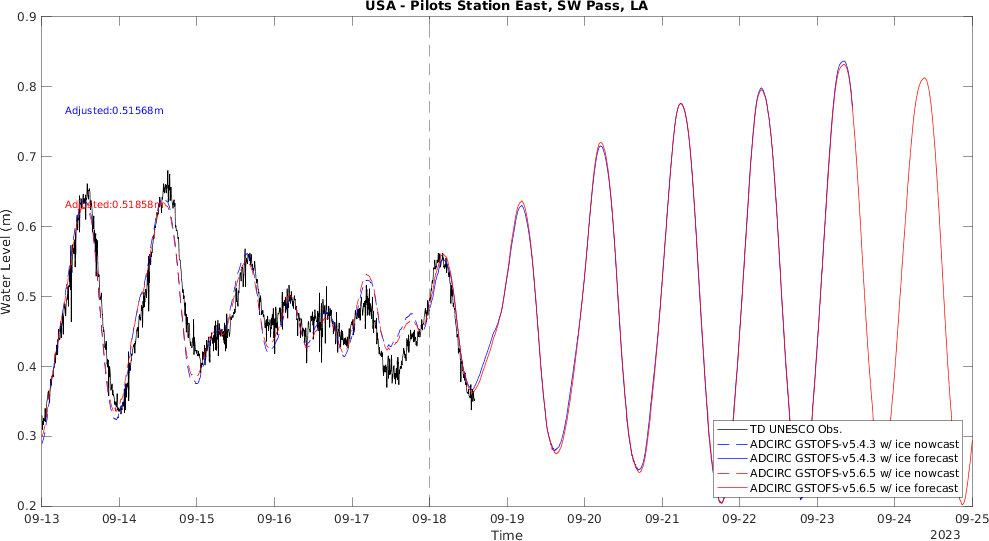 USA - Pilots Station East, SW Pass, LA
0.9
0.8
0.7
0.6
0.5
0.4
0.3
0.2
Water Level (m)
Adjusted:0.51568m
Adjusted:0.51858m
TD UNESCO Obs.
ADCIRC GSTOFS-v5.4.3 w/ ice nowcast
ADCIRC GSTOFS-v5.4.3 w/ ice forecast
ADCIRC GSTOFS-v5.6.5 w/ ice nowcast
ADCIRC GSTOFS-v5.6.5 w/ ice forecast
09-13 09-14 09-15 09-16 09-17 09-18 09-19 09-20 09-21 09-22 09-23 09-24 09-25
Time
2023